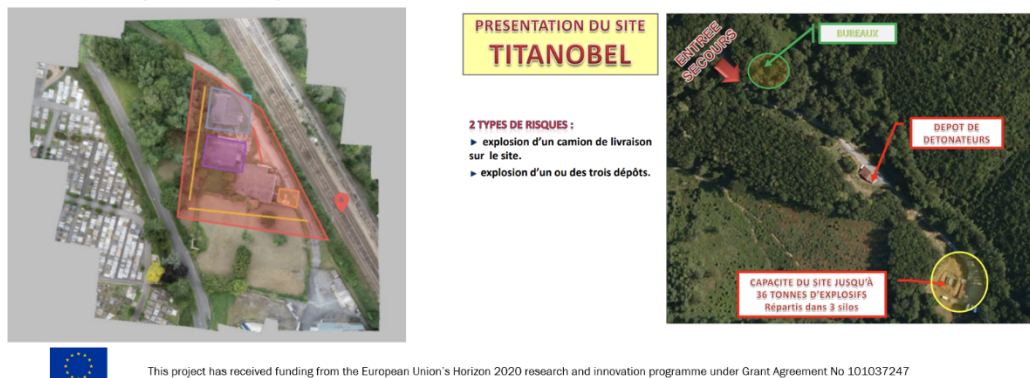 PRESENTATION DU SITE
TITANOBEL
2 TYPES DE RISQUES :
► explosion d'un camion de livraison
sur le site.
► explosion d'un ou des trois dépôts.
ENTREE
SECOURS
BUREAUX
DEPOT DE
DETONATEURS
CAPACITE DU SITE JUSQU'À
36 TONNES D'EXPLOSIFS
Répartis dans 3 silos
This project has received funding from the European Union's Horizon 2020 research and innovation programme under Grant Agreement No 101037247